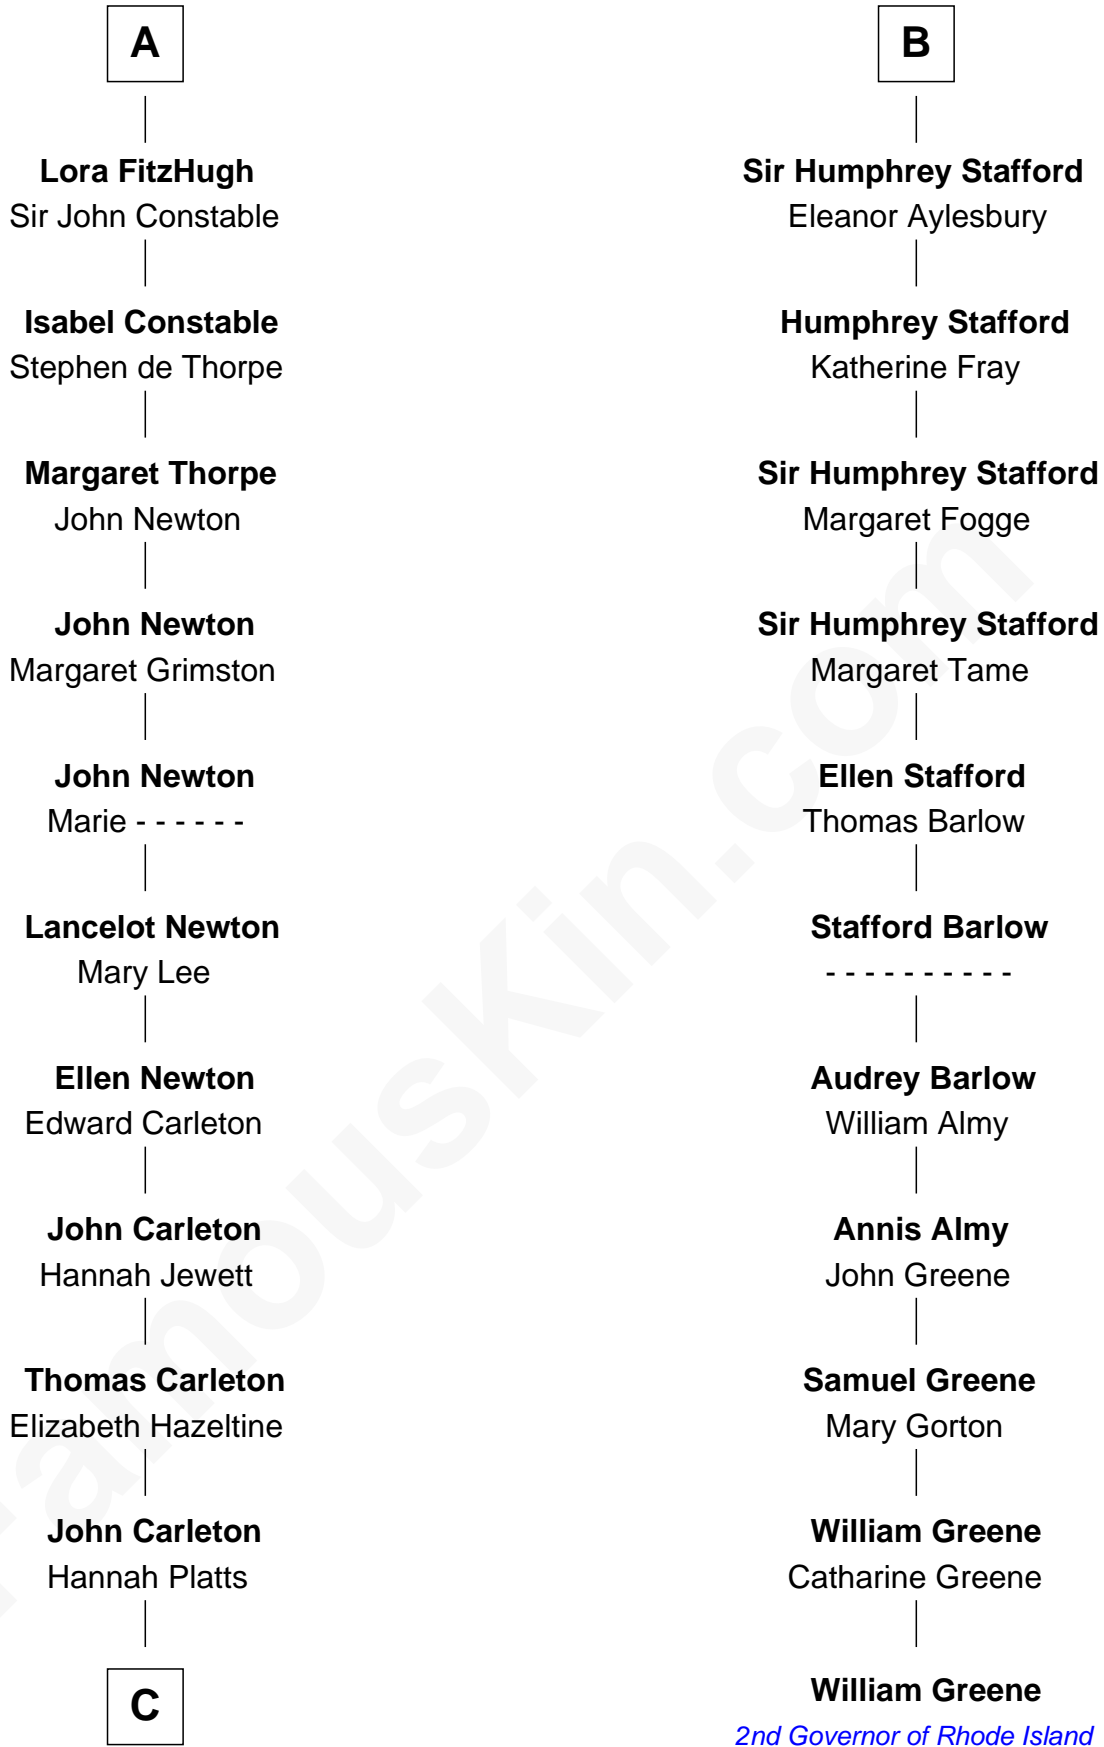 A
Lora FitzHugh
Sir John Constable
Isabel Constable
Stephen de Thorpe
Margaret Thorpe
John Newton
John Newton
Margaret Grimston
John Newton
Marie - - - - - -
Lancelot Newton
Mary Lee
Ellen Newton
Edward Carleton
John Carleton
Hannah Jewett
Thomas Carleton
Elizabeth Hazeltine
John Carleton
Hannah Platts
C
B
Sir Humphrey Stafford
Eleanor Aylesbury
Humphrey Stafford
Katherine Fray
Sir Humphrey Stafford
Margaret Fogge
Sir Humphrey Stafford
Margaret Tame
Ellen Stafford
Thomas Barlow
Stafford Barlow
- - - - - - - - - -
Audrey Barlow
William Almy
Annis Almy
John Greene
Samuel Greene
Mary Gorton
William Greene
Catharine Greene
William Greene
2nd Governor of Rhode Island
FamousKin.com